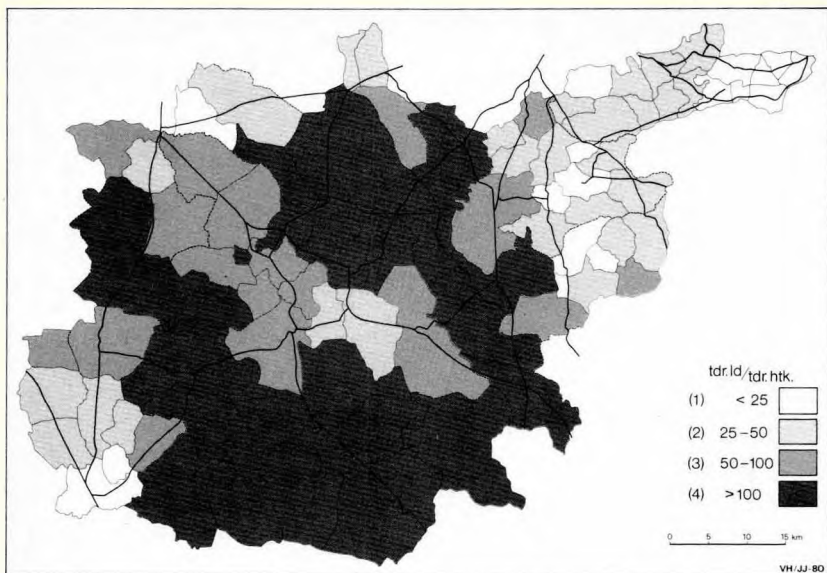 tdr.ld/tdr.htk.
(1) < 25
(2) 25–50
(3) 50–100
(4) >100
0 5 10 15 km
VH/JJ-80